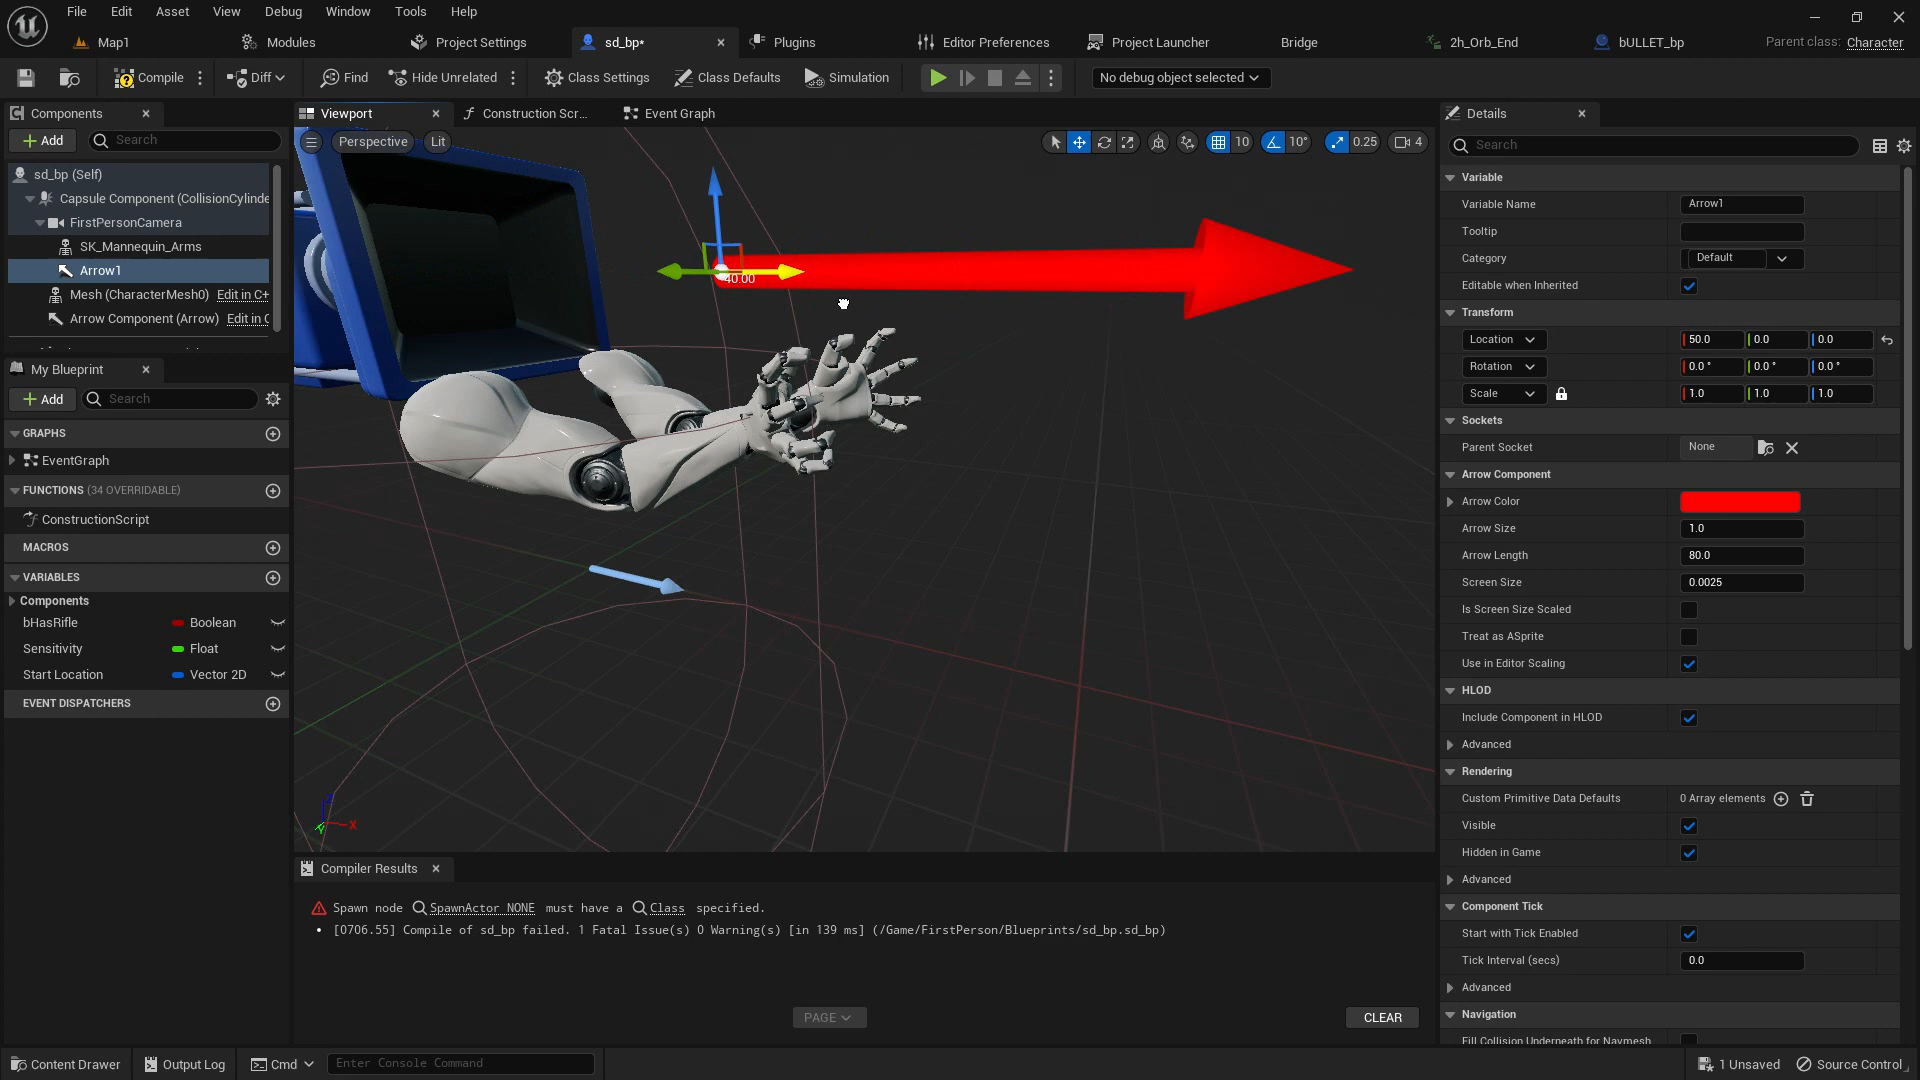 File Edit Asset View Debug Window Tools Help
Map1 Modules Project Settings sd_bp* Plugins Editor Preferences Project Launcher Bridge 2h_Orb_End bULLET_bp Parent class: Character
Compile Diff Find Hide Unrelated Class Settings Class Defaults Simulation No debug object selected
Components
Add Search
sd_bp (Self)
Capsule Component (CollisionCylinde
FirstPersonCamera
SK_Mannequin_Arms
Arrow1
Mesh (CharacterMesh0) Edit in C+
Arrow Component (Arrow) Edit in C
My Blueprint
Add Search
GRAPHS
EventGraph
FUNCTIONS (34 OVERRIDABLE)
ConstructionScript
MACROS
VARIABLES
Components
bHasRifle Boolean
Sensitivity Float
Start Location Vector 2D
EVENT DISPATCHERS
Viewport Construction Scr... Event Graph
Perspective Lit 10 10° 0.25 4
40.00
Z
X
Y
Compiler Results
Spawn node SpawnActor NONE must have a Class specified.
• [0706.55] Compile of sd_bp failed. 1 Fatal Issue(s) 0 Warning(s) [in 139 ms] (/Game/FirstPerson/Blueprints/sd_bp.sd_bp)
PAGE CLEAR
Details
Search
Variable
Variable Name Arrow1
Tooltip
Category Default
Editable when Inherited
Transform
Location 50.0 0.0 0.0
Rotation 0.0° 0.0° 0.0°
Scale 1.0 1.0 1.0
Sockets
Parent Socket None
Arrow Component
Arrow Color
Arrow Size 1.0
Arrow Length 80.0
Screen Size 0.0025
Is Screen Size Scaled
Treat as ASprite
Use in Editor Scaling
HLOD
Include Component in HLOD
Advanced
Rendering
Custom Primitive Data Defaults 0 Array elements
Visible
Hidden in Game
Advanced
Component Tick
Start with Tick Enabled
Tick Interval (secs) 0.0
Advanced
Navigation
Fill Collision Underneath for Navmesh
Content Drawer Output Log Cmd Enter Console Command 1 Unsaved Source Control